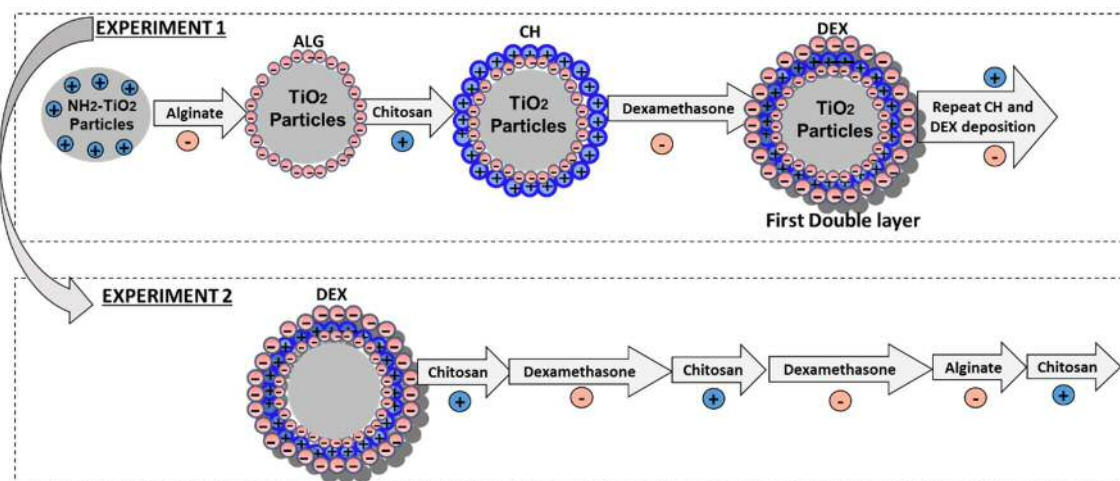 EXPERIMENT 1
NH2-TiO2
Particles
Alginate
-
ALG
TiO2
Particles
Chitosan
+
CH
TiO2
Particles
Dexamethasone
-
DEX
TiO2
Particles
First Double layer
+
Repeat CH and
DEX deposition
-
EXPERIMENT 2
DEX
Chitosan
+
Dexamethasone
-
Chitosan
+
Dexamethasone
-
Alginate
-
Chitosan
+